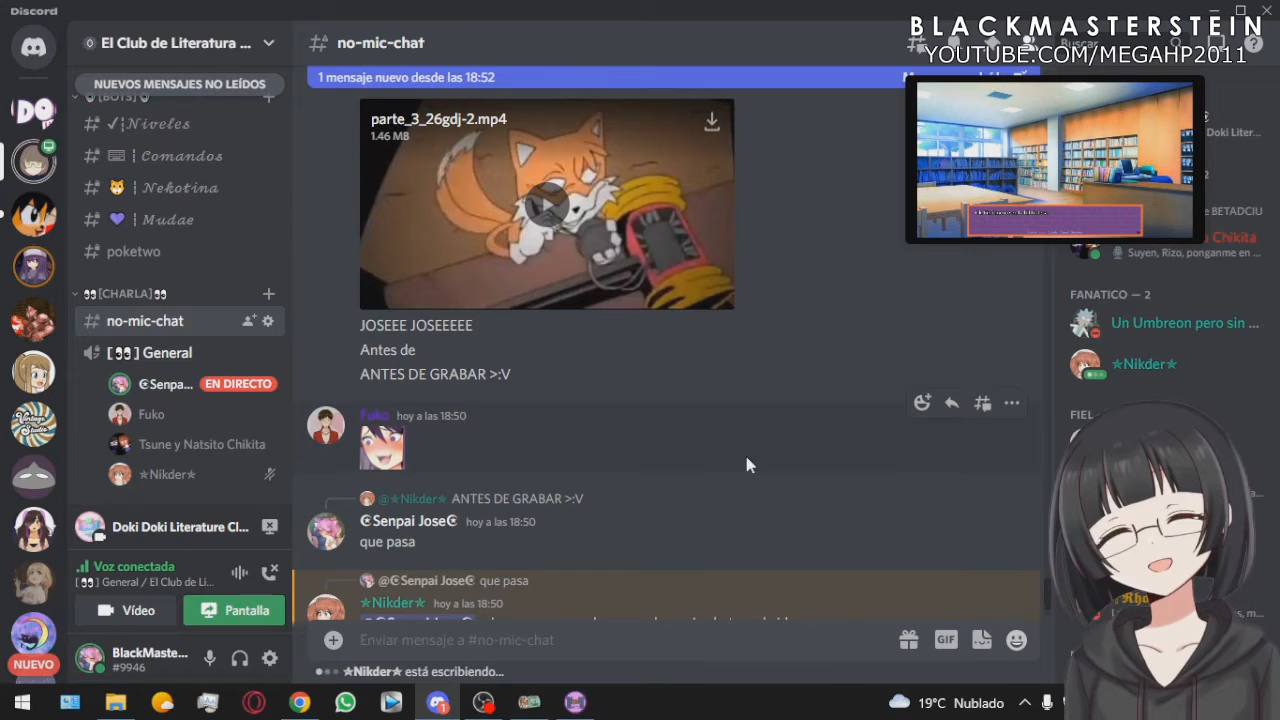 Discord
BLACKMASTERSTEIN
YOUTUBE.COM/MEGAHP2011
El Club de Literatura ...
no-mic-chat
NUEVOS MENSAJES NO LEÍDOS
1 mensaje nuevo desde las 18:52
[BOTS]
✓¦Niveles
Comandos
Nekotina
Mudae
poketwo
[CHARLA]
no-mic-chat
General
Senpa...
EN DIRECTO
Fuko
Tsune y Natsito Chikita
✯Nikder✯
Doki Doki Literature Cl...
Voz conectada
General / El Club de Li...
Vídeo
Pantalla
BlackMaste...
#9946
NUEVO
parte_3_26gdj-2.mp4
1.46 MB
JOSEEE JOSEEEEE
Antes de
ANTES DE GRABAR >:V
Fuko hoy a las 18:50
@✯Nikder✯ ANTES DE GRABAR >:V
☪Senpai Jose☪ hoy a las 18:50
que pasa
@☪Senpai Jose☪ que pasa
✯Nikder✯ hoy a las 18:50
Enviar mensaje a #no-mic-chat
GIF
✯Nikder✯ está escribiendo...
Doki Liter...
BETADCIU
Chikita
Suyen, Rizo, ponganme en ...
FANATICO — 2
Un Umbreon pero sin ...
✯Nikder✯
FIEL
19°C Nublado